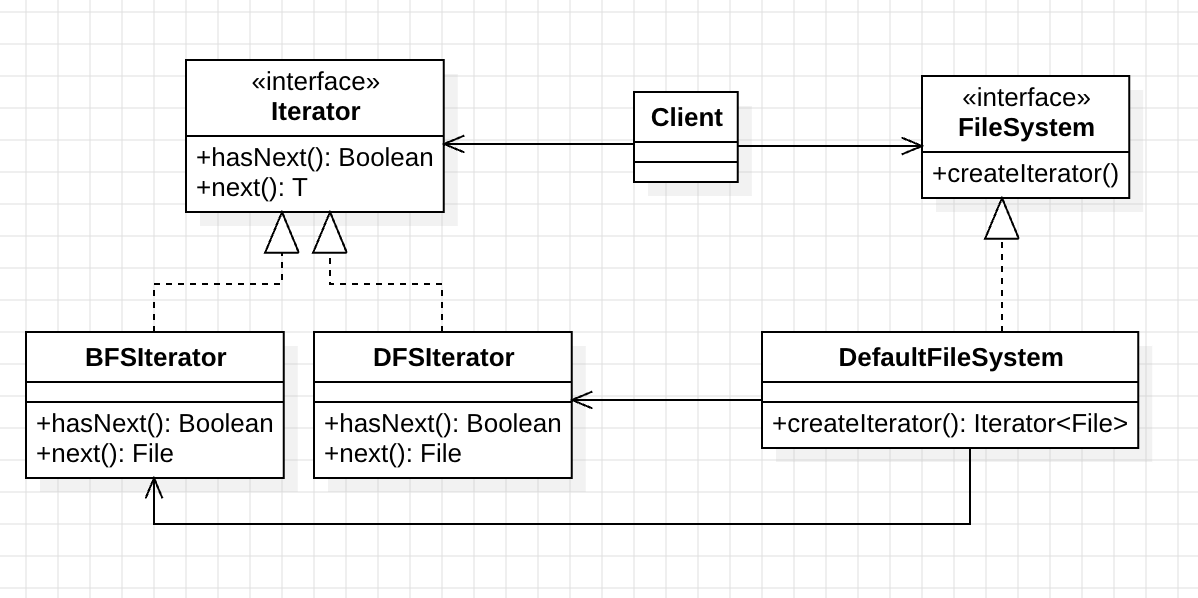 «interface»
Iterator
+hasNext(): Boolean
+next(): T
Client
«interface»
FileSystem
+createIterator()
BFSIterator
+hasNext(): Boolean
+next(): File
DFSIterator
+hasNext(): Boolean
+next(): File
DefaultFileSystem
+createIterator(): Iterator<File>